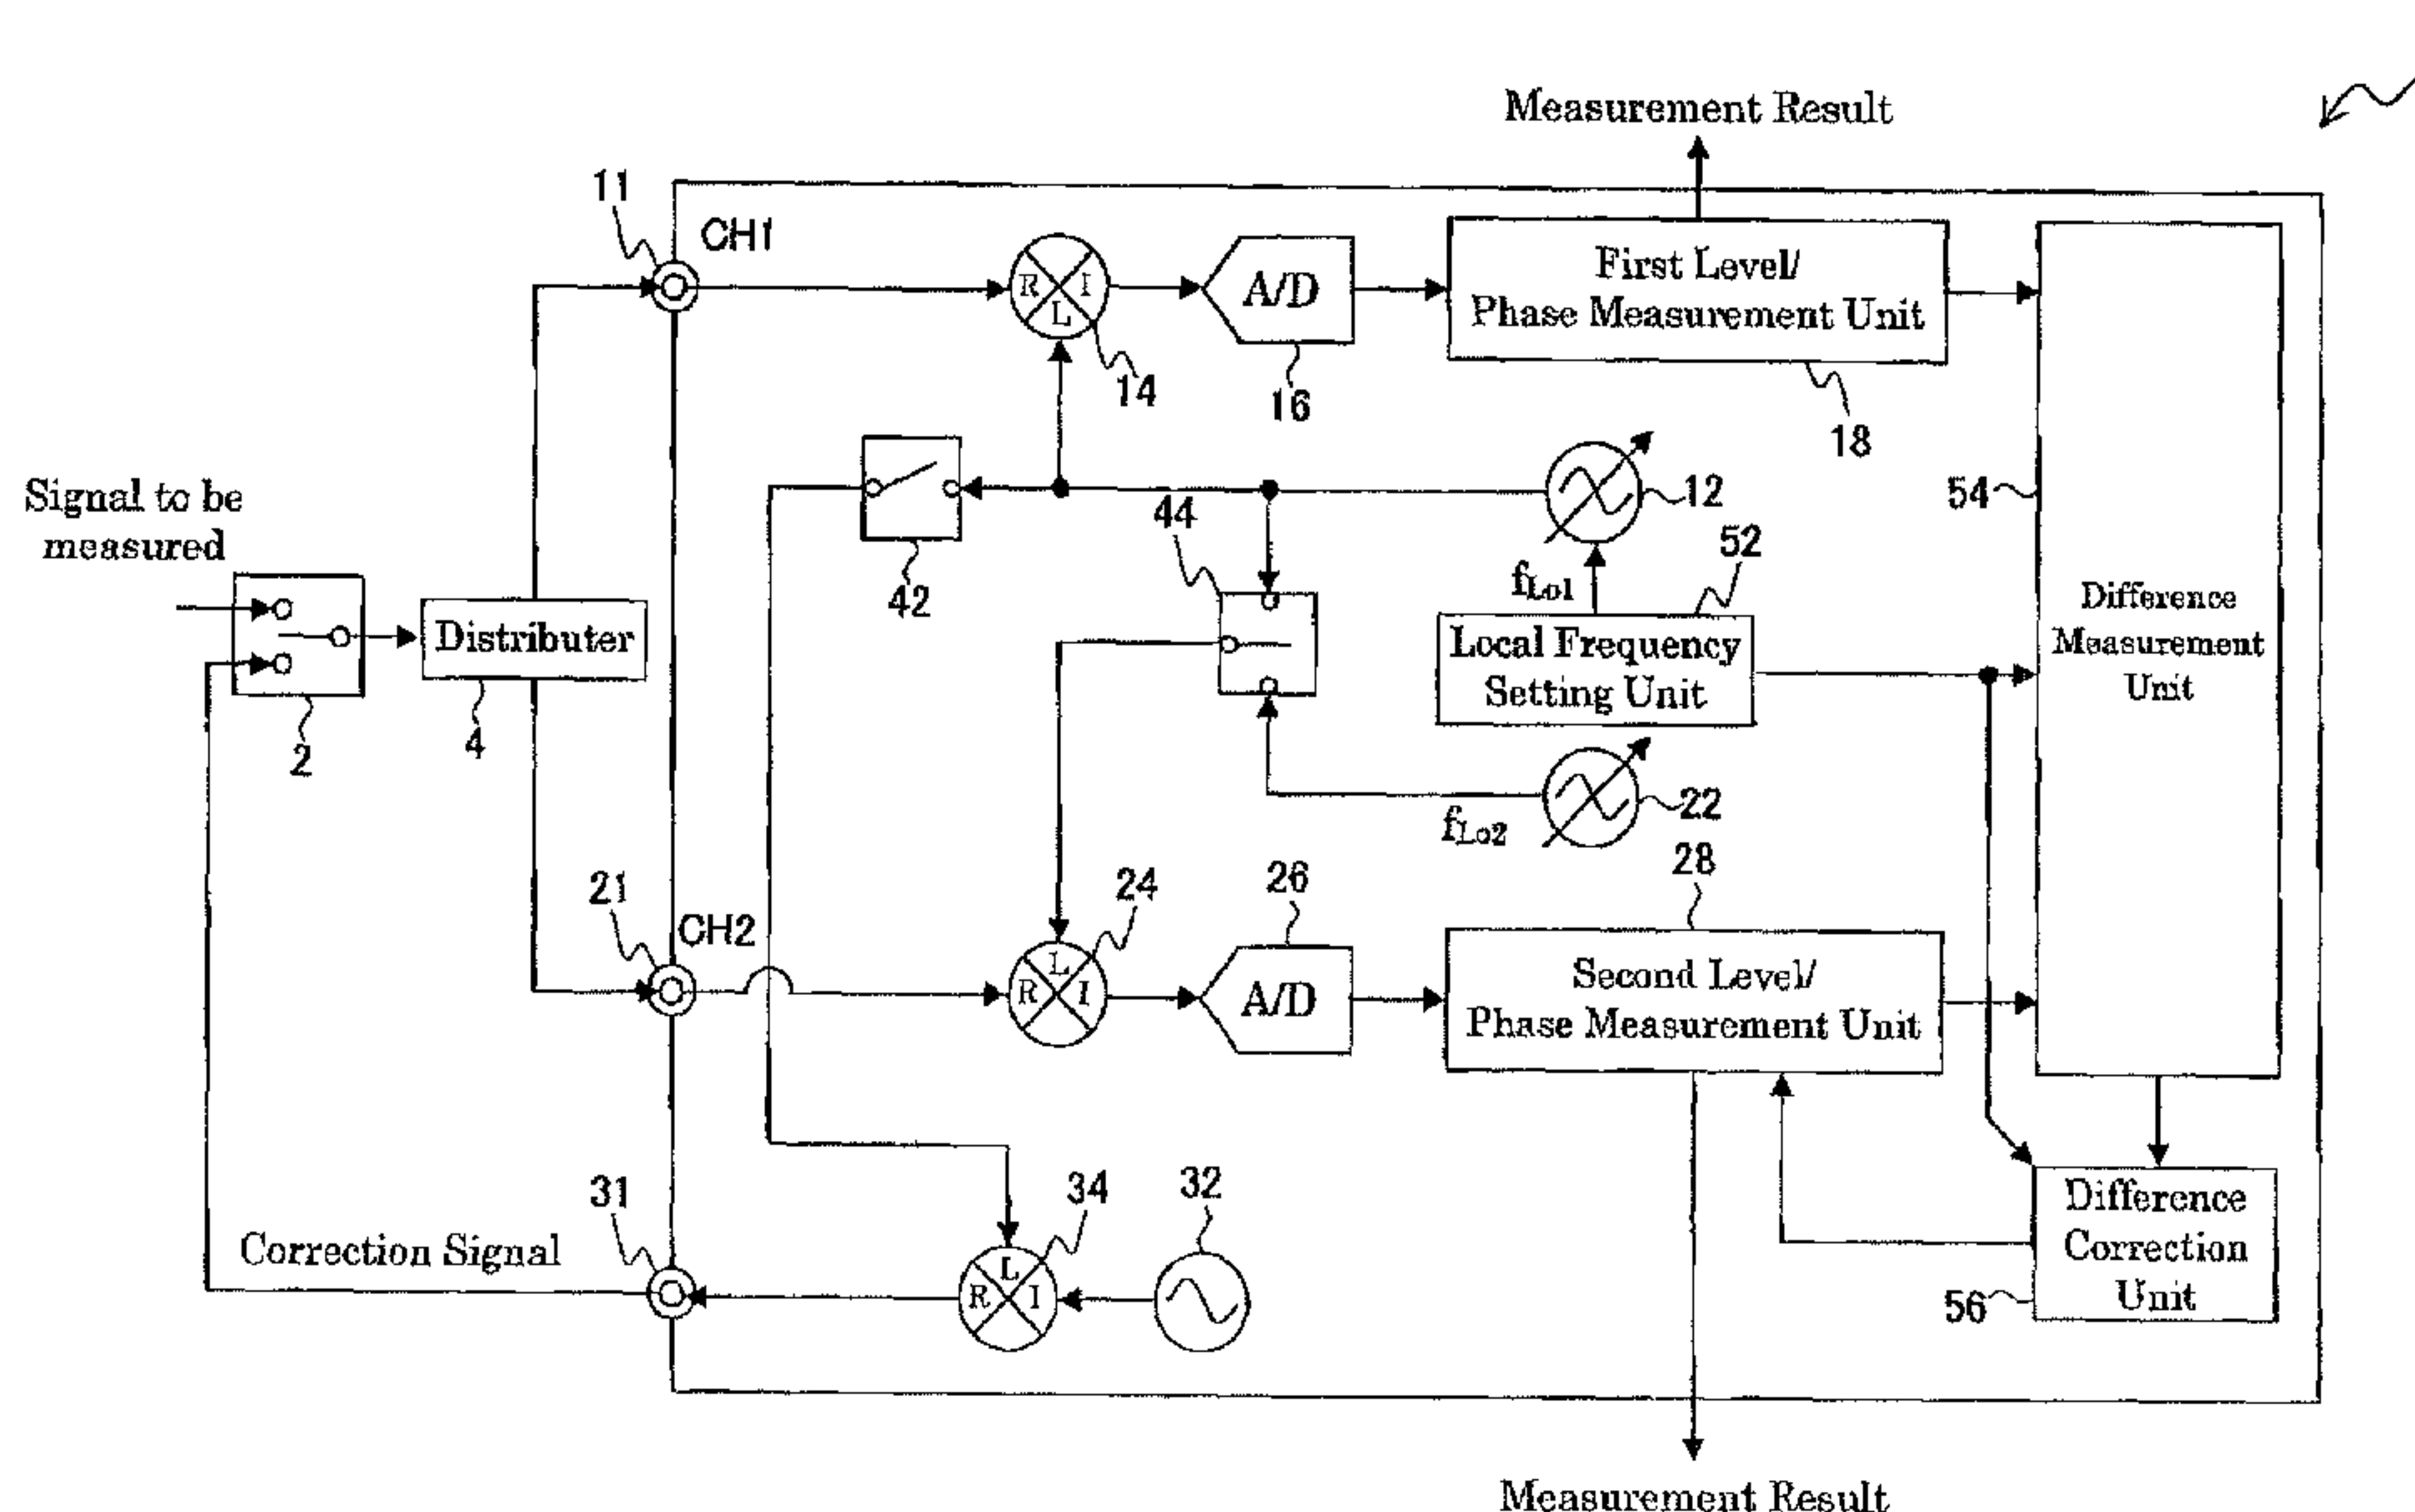 Measurement Result
11
CH1
R
I
L
14
A/D
16
First Level/
Phase Measurement Unit
18
Signal to be
measured
2
Distributer
4
42
44
12
52
fLo1
Local Frequency
Setting Unit
54
Difference
Measurement
Unit
22
fLo2
21
CH2
24
L
R
I
26
A/D
28
Second Level/
Phase Measurement Unit
31
Correction Signal
34
L
R
I
32
56
Difference
Correction
Unit
Measurement Result